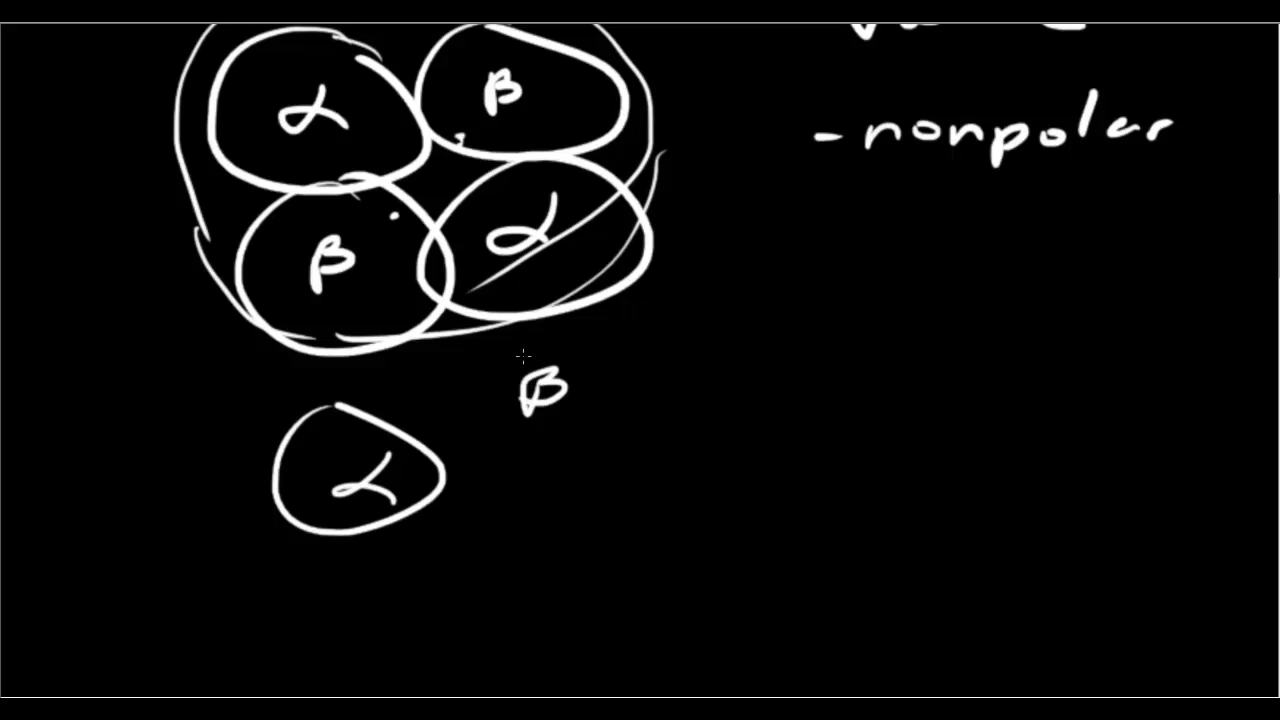 α β
- nonpolar
β α
β
α